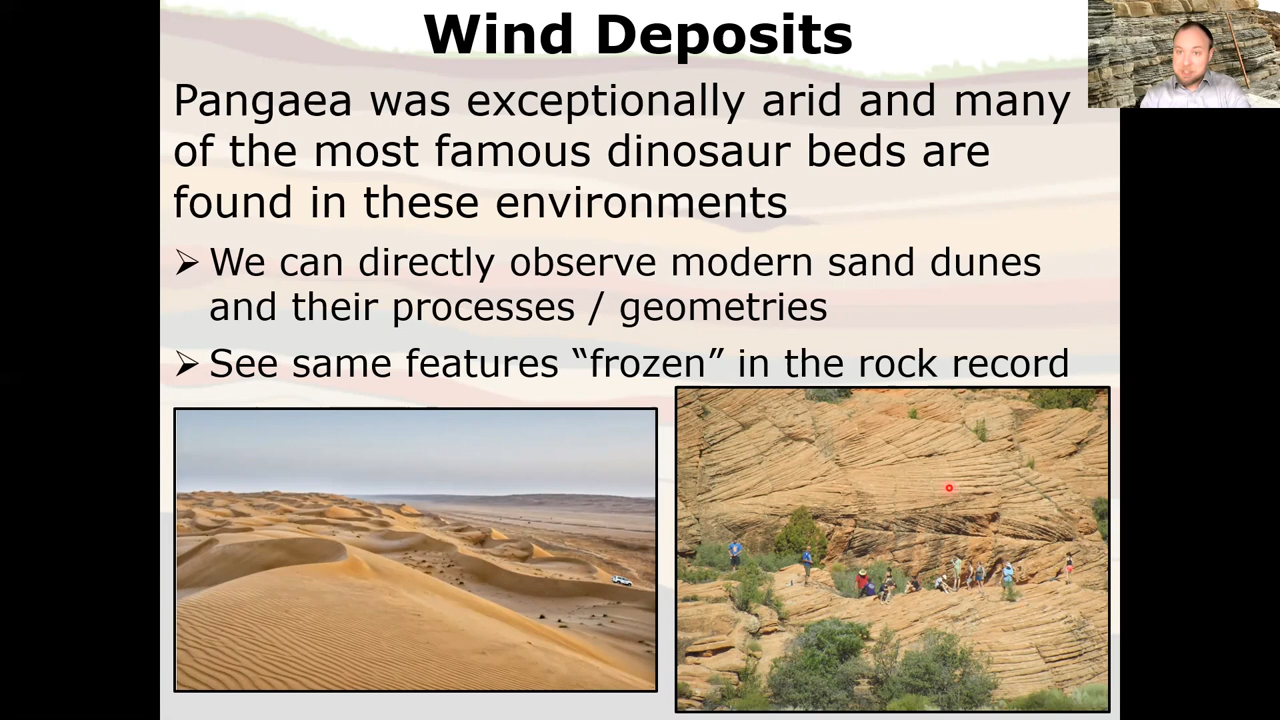 Wind Deposits
Pangaea was exceptionally arid and many
of the most famous dinosaur beds are
found in these environments
➢ We can directly observe modern sand dunes
and their processes / geometries
➢ See same features “frozen” in the rock record